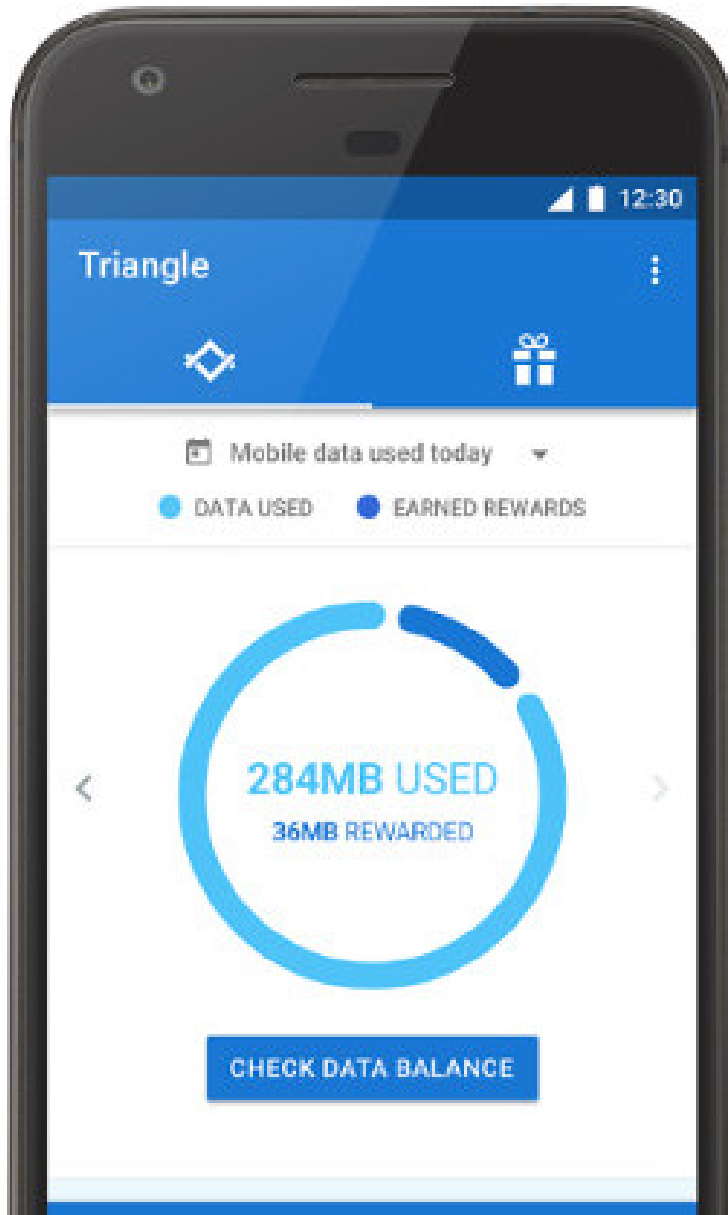 12:30
Triangle
Mobile data used today
DATA USED EARNED REWARDS
284MB USED
36MB REWARDED
CHECK DATA BALANCE